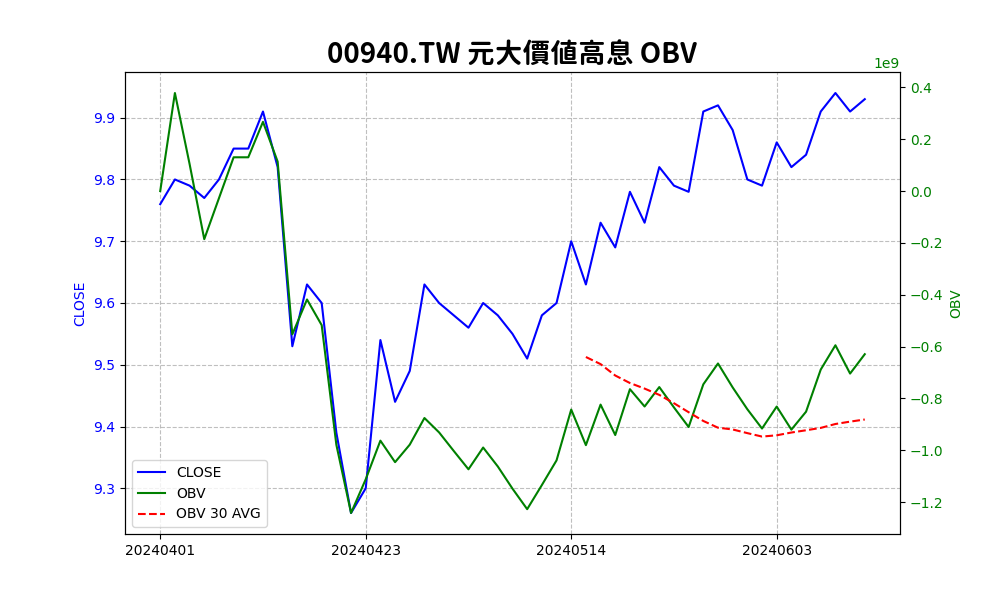 00940.TW 元大價值高息 OBV
1e9
9.9
9.8
9.7
9.6
9.5
9.4
9.3
CLOSE
0.4
0.2
0.0
−0.2
−0.4
−0.6
−0.8
−1.0
−1.2
OBV
CLOSE
OBV
OBV 30 AVG
20240401
20240423
20240514
20240603